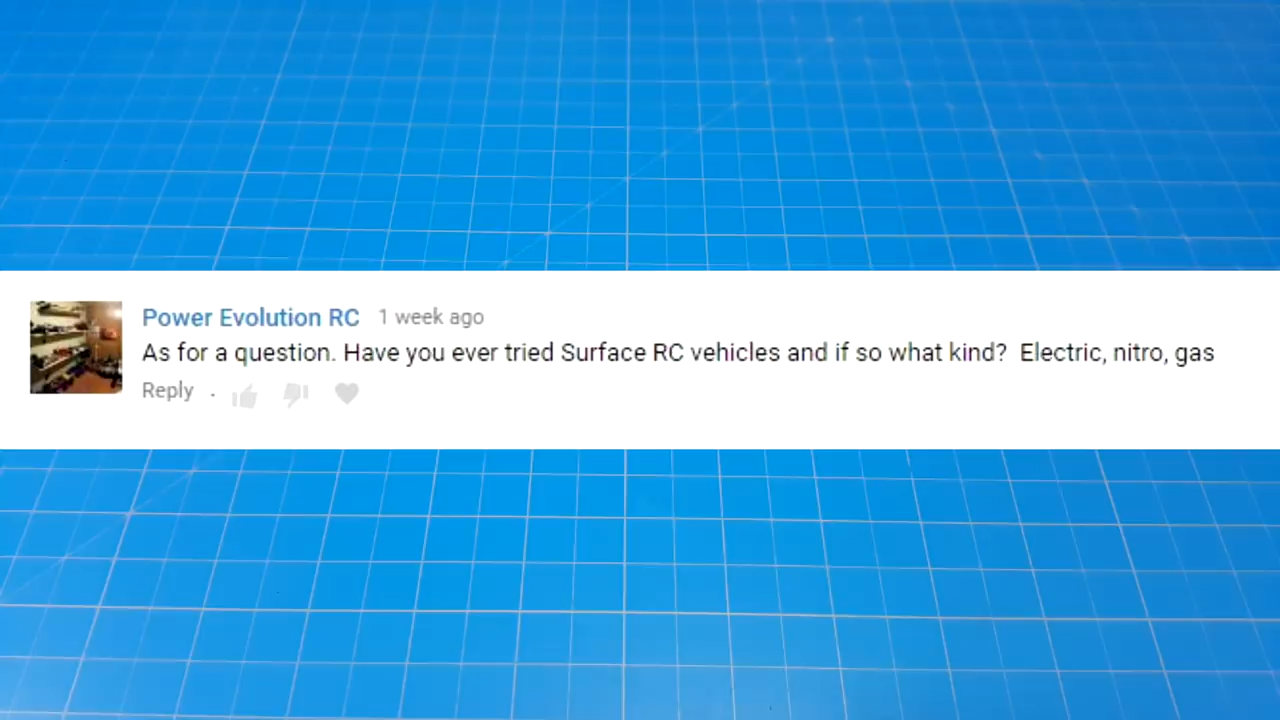 Power Evolution RC 1 week ago
As for a question. Have you ever tried Surface RC vehicles and if so what kind?  Electric, nitro, gas
Reply .